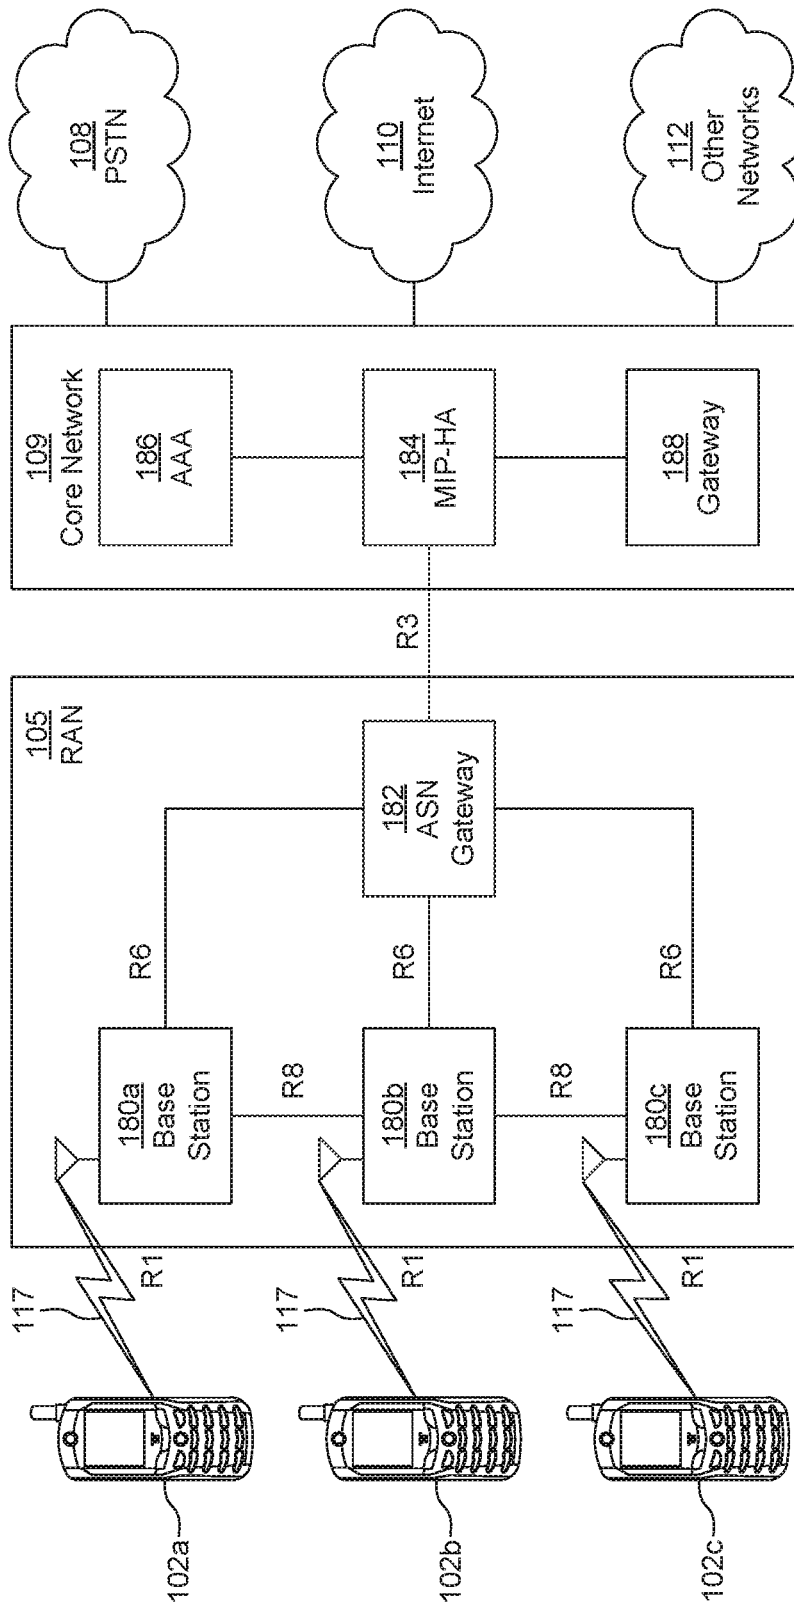 102a
102b
102c
117
117
117
R1
R1
R1
105
RAN
180a
Base
Station
180b
Base
Station
180c
Base
Station
R8
R8
R6
R6
R6
182
ASN
Gateway
R3
109
Core Network
186
AAA
184
MIP-HA
188
Gateway
108
PSTN
110
Internet
112
Other
Networks